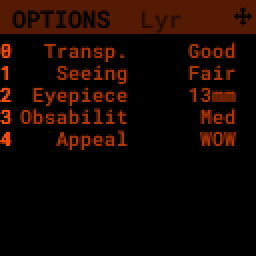 OPTIONS Lyr
0 Transp. Good
1 Seeing Fair
2 Eyepiece 13mm
3 Obsabilit Med
4 Appeal WOW